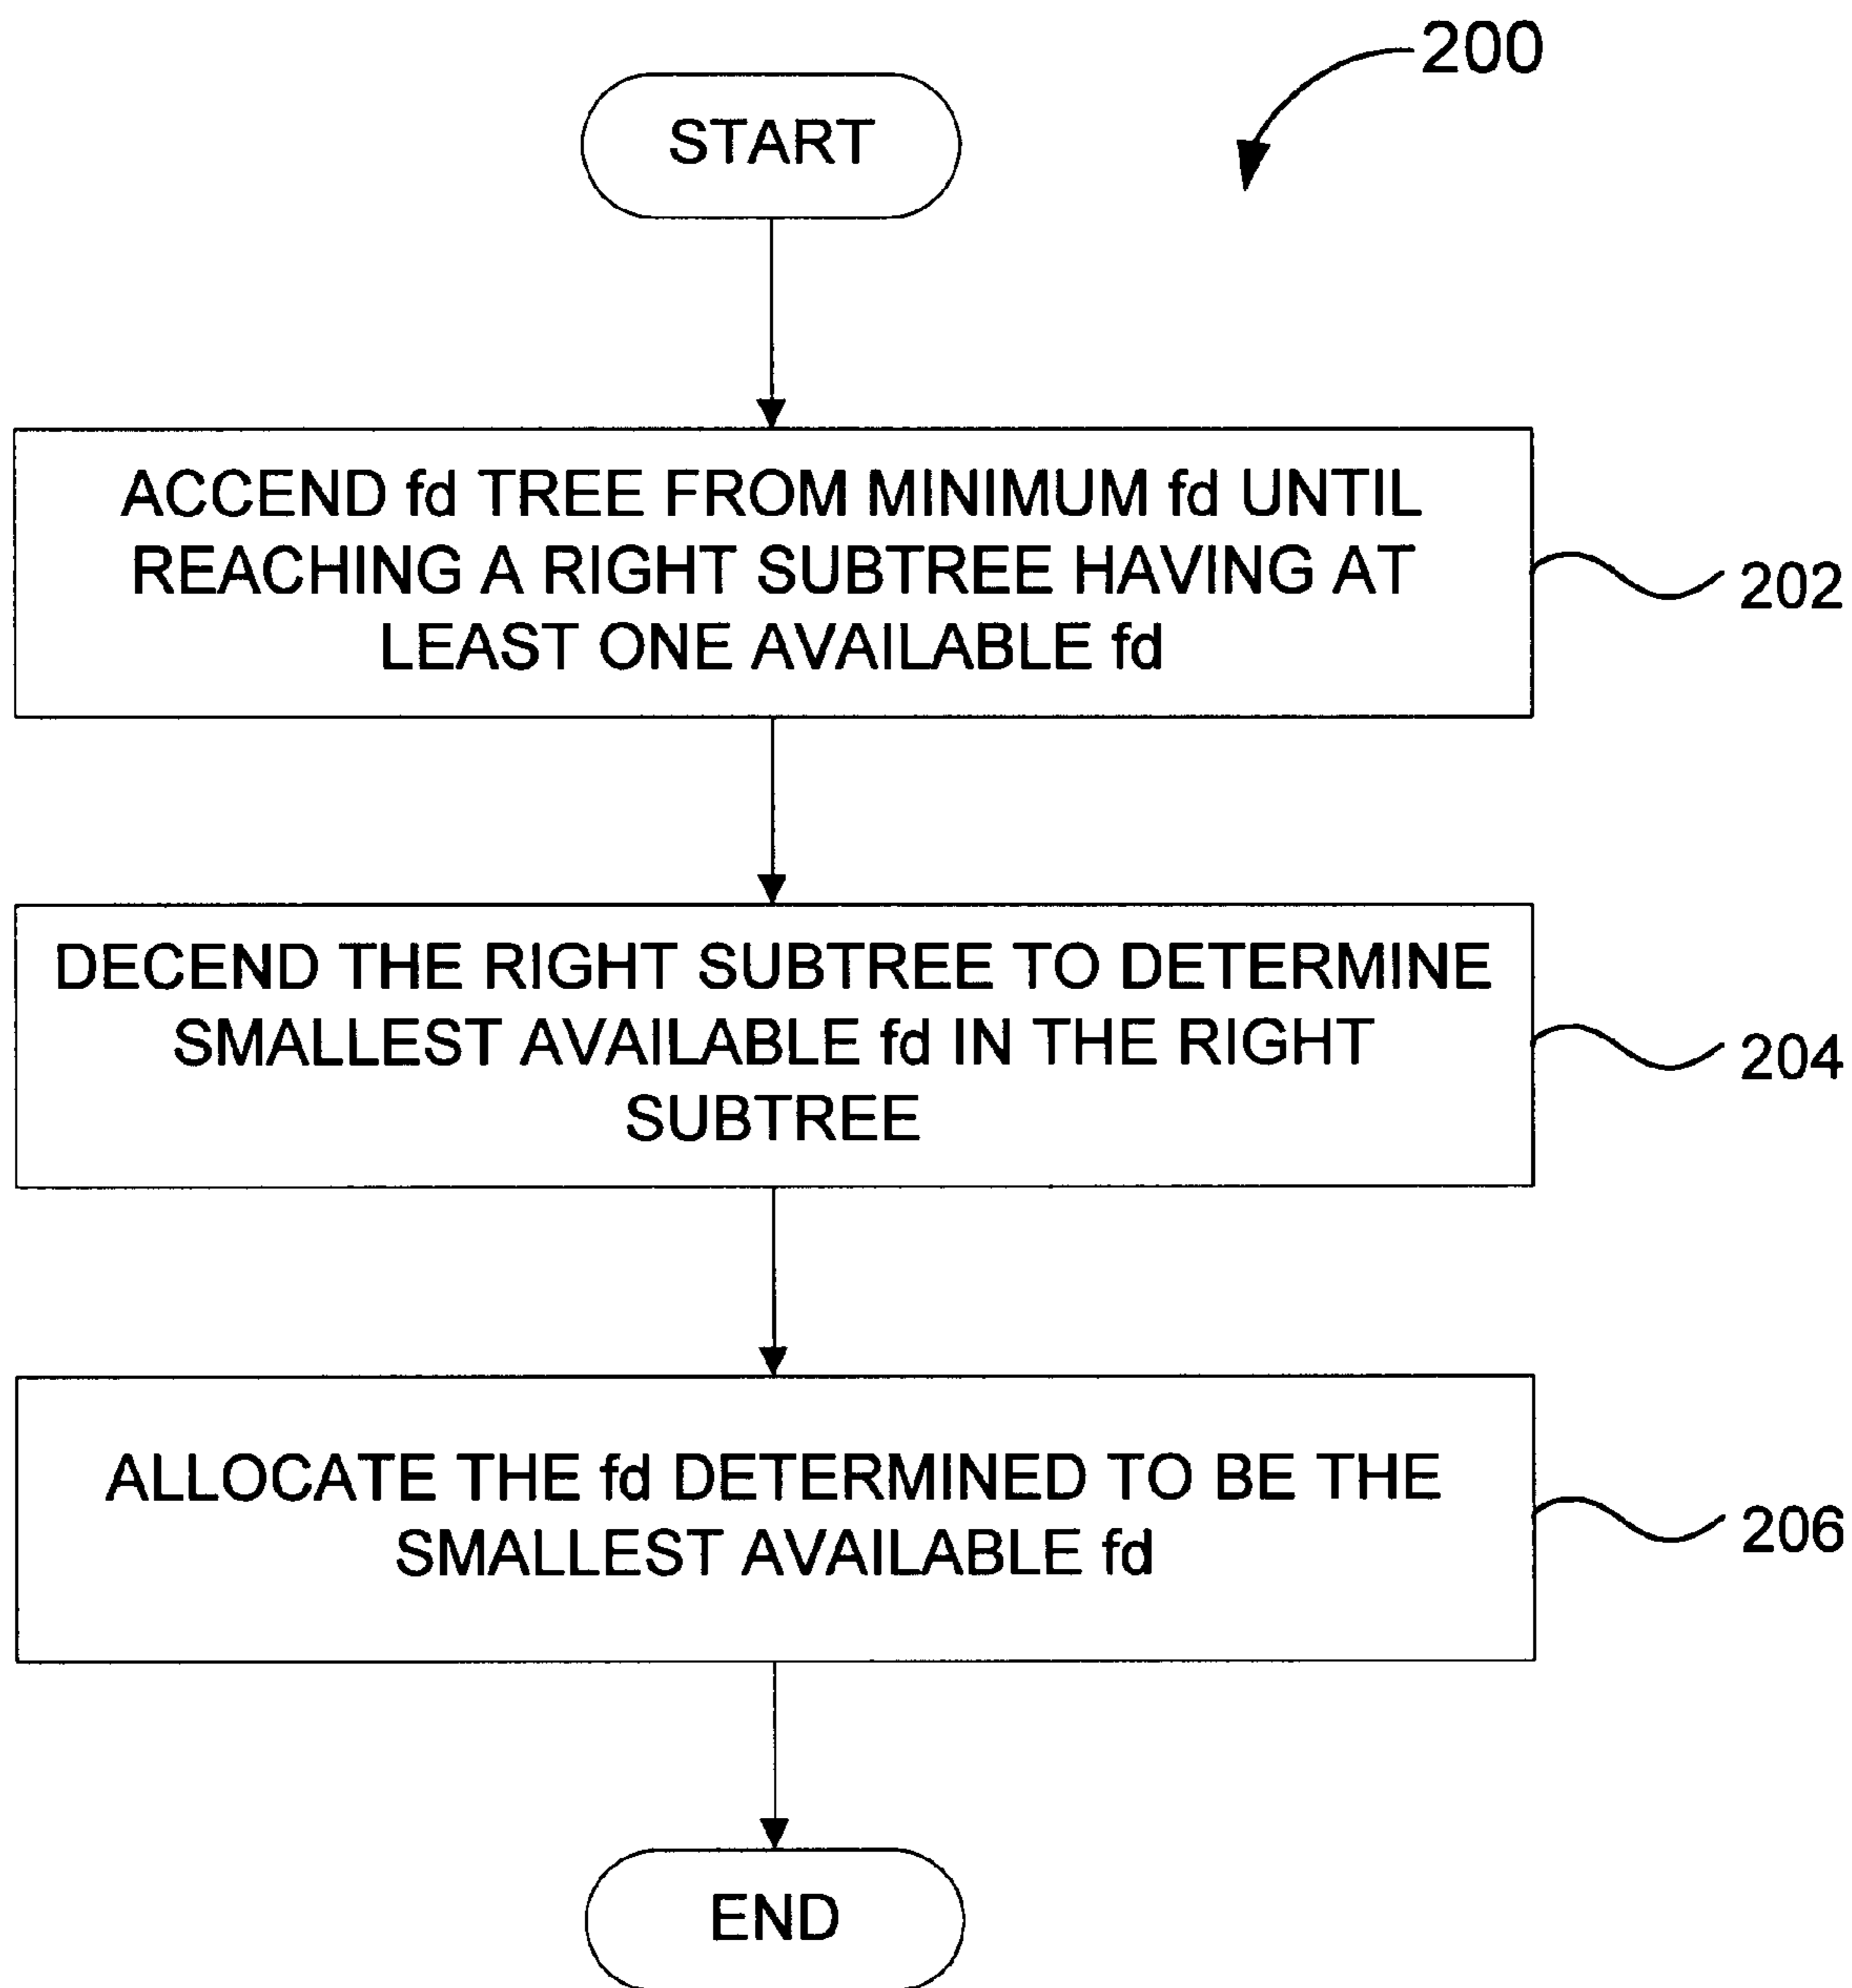 200
START
ACCEND fd TREE FROM MINIMUM fd UNTIL
REACHING A RIGHT SUBTREE HAVING AT
LEAST ONE AVAILABLE fd
202
DECEND THE RIGHT SUBTREE TO DETERMINE
SMALLEST AVAILABLE fd IN THE RIGHT
SUBTREE
204
ALLOCATE THE fd DETERMINED TO BE THE
SMALLEST AVAILABLE fd
206
END